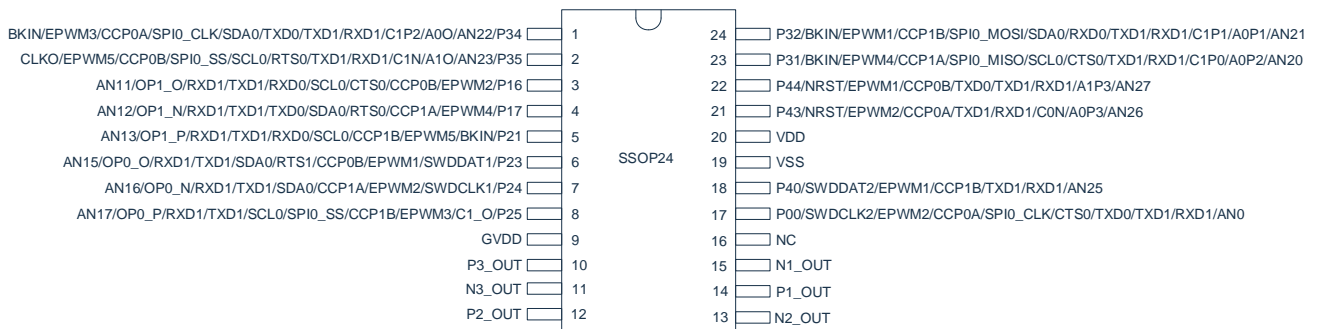 BKIN/EPWM3/CCP0A/SPI0_CLK/SDA0/TXD0/TXD1/RXD1/C1P2/A0O/AN22/P34 1
CLKO/EPWM5/CCP0B/SPI0_SS/SCL0/RTS0/TXD1/RXD1/C1N/A1O/AN23/P35 2
AN11/OP1_O/RXD1/TXD1/RXD0/SCL0/CTS0/CCP0B/EPWM2/P16 3
AN12/OP1_N/RXD1/TXD1/TXD0/SDA0/RTS0/CCP1A/EPWM4/P17 4
AN13/OP1_P/RXD1/TXD1/RXD0/SCL0/CCP1B/EPWM5/BKIN/P21 5
AN15/OP0_O/RXD1/TXD1/SDA0/RTS1/CCP0B/EPWM1/SWDDAT1/P23 6
AN16/OP0_N/RXD1/TXD1/SDA0/CCP1A/EPWM2/SWDCLK1/P24 7
AN17/OP0_P/RXD1/TXD1/SCL0/SPI0_SS/CCP1B/EPWM3/C1_O/P25 8
GVDD 9
P3_OUT 10
N3_OUT 11
P2_OUT 12
SSOP24
24 P32/BKIN/EPWM1/CCP1B/SPI0_MOSI/SDA0/RXD0/TXD1/RXD1/C1P1/A0P1/AN21
23 P31/BKIN/EPWM4/CCP1A/SPI0_MISO/SCL0/CTS0/TXD1/RXD1/C1P0/A0P2/AN20
22 P44/NRST/EPWM1/CCP0B/TXD0/TXD1/RXD1/A1P3/AN27
21 P43/NRST/EPWM2/CCP0A/TXD1/RXD1/C0N/A0P3/AN26
20 VDD
19 VSS
18 P40/SWDDAT2/EPWM1/CCP1B/TXD1/RXD1/AN25
17 P00/SWDCLK2/EPWM2/CCP0A/SPI0_CLK/CTS0/TXD0/TXD1/RXD1/AN0
16 NC
15 N1_OUT
14 P1_OUT
13 N2_OUT